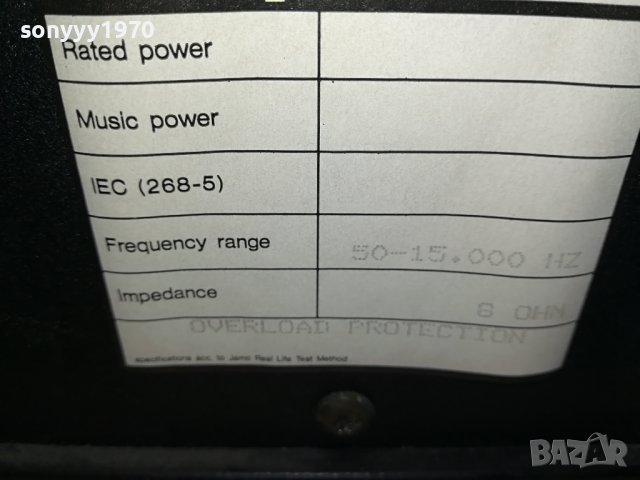 sonyyy1970
Rated power
Music power
IEC (268-5)
Frequency range 50-15.000 HZ
Impedance 8 OHM
OVERLOAD PROTECTION
specifications acc. to Jamo Real Life Test Method
BAZAR